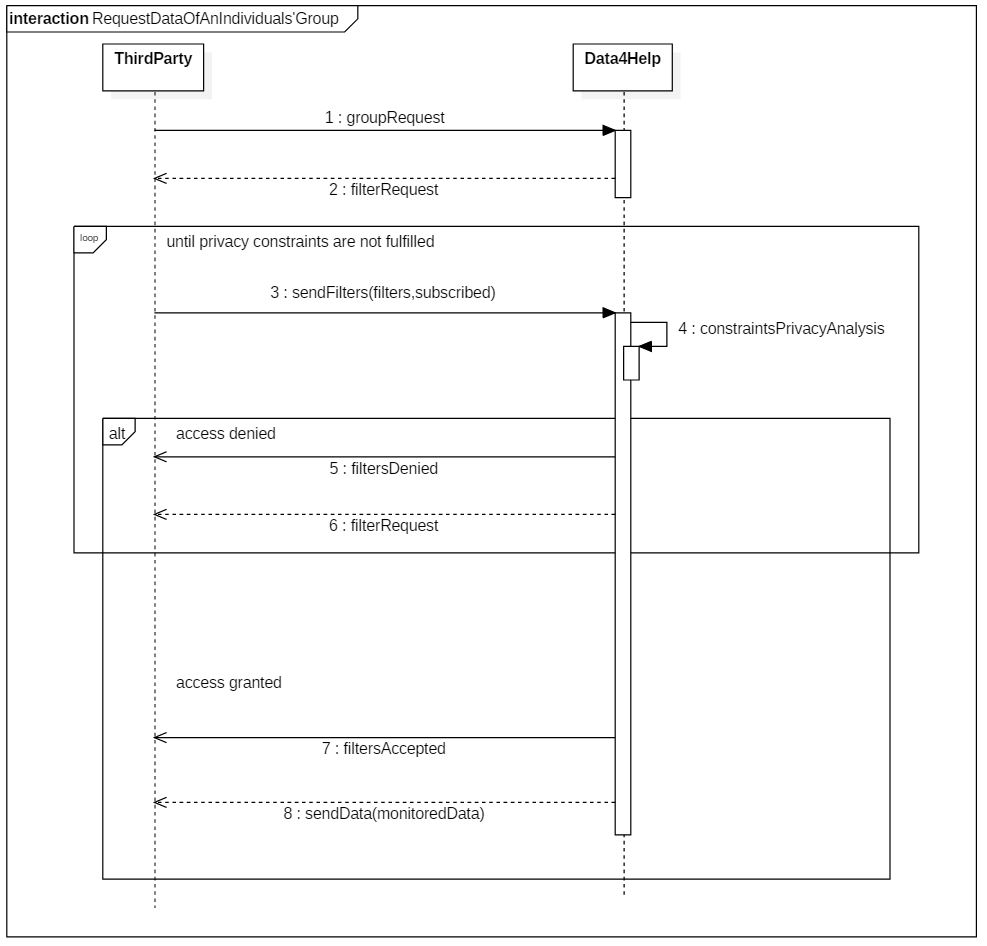 interaction RequestDataOfAnIndividuals'Group
ThirdParty
Data4Help
1 : groupRequest
2 : filterRequest
loop
until privacy constraints are not fulfilled
3 : sendFilters(filters,subscribed)
4 : constraintsPrivacyAnalysis
alt
access denied
5 : filtersDenied
6 : filterRequest
access granted
7 : filtersAccepted
8 : sendData(monitoredData)